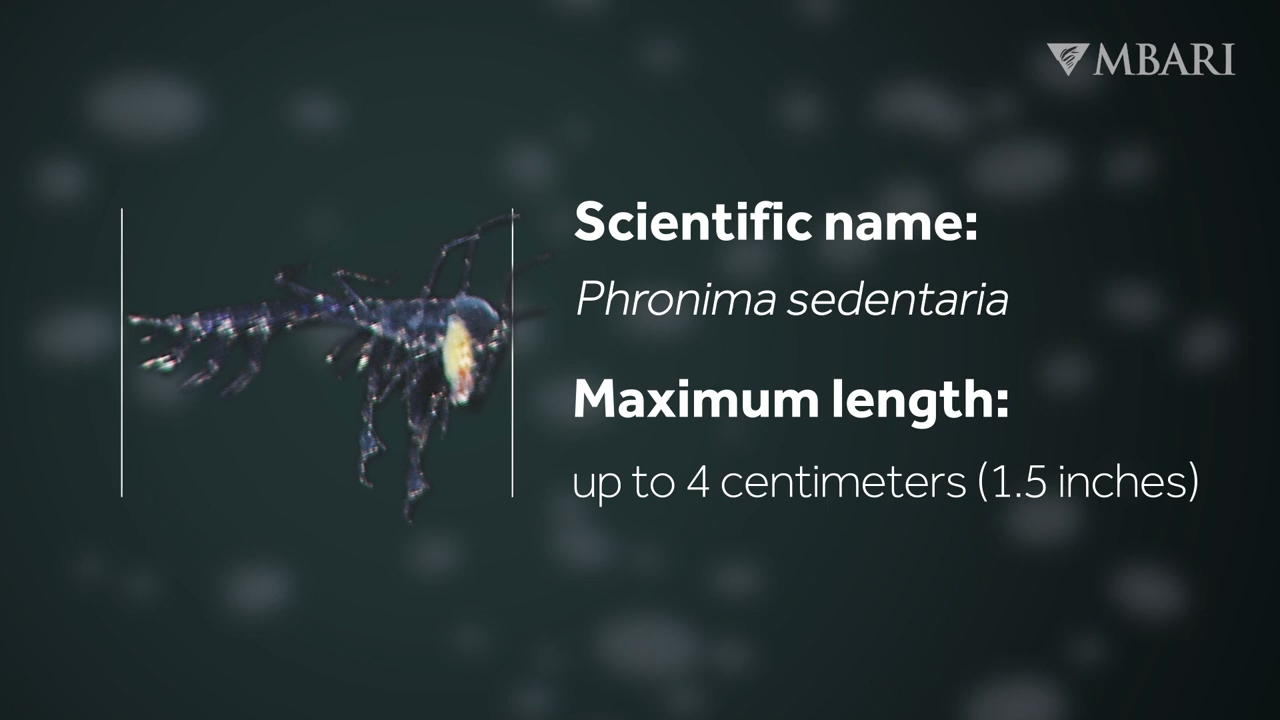 MBARI
Scientific name:
Phronima sedentaria
Maximum length:
up to 4 centimeters (1.5 inches)